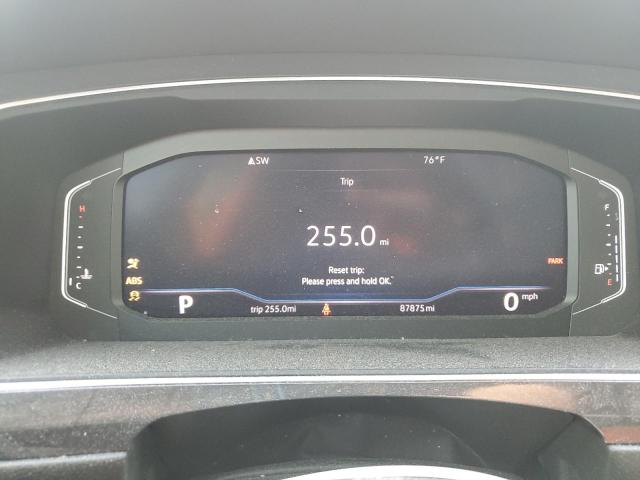 SW 76°F
Trip
255.0 mi
Reset trip:
Please press and hold OK.
H
C
F
E
ABS
PARK
P
trip 255.0mi
87875mi
0 mph